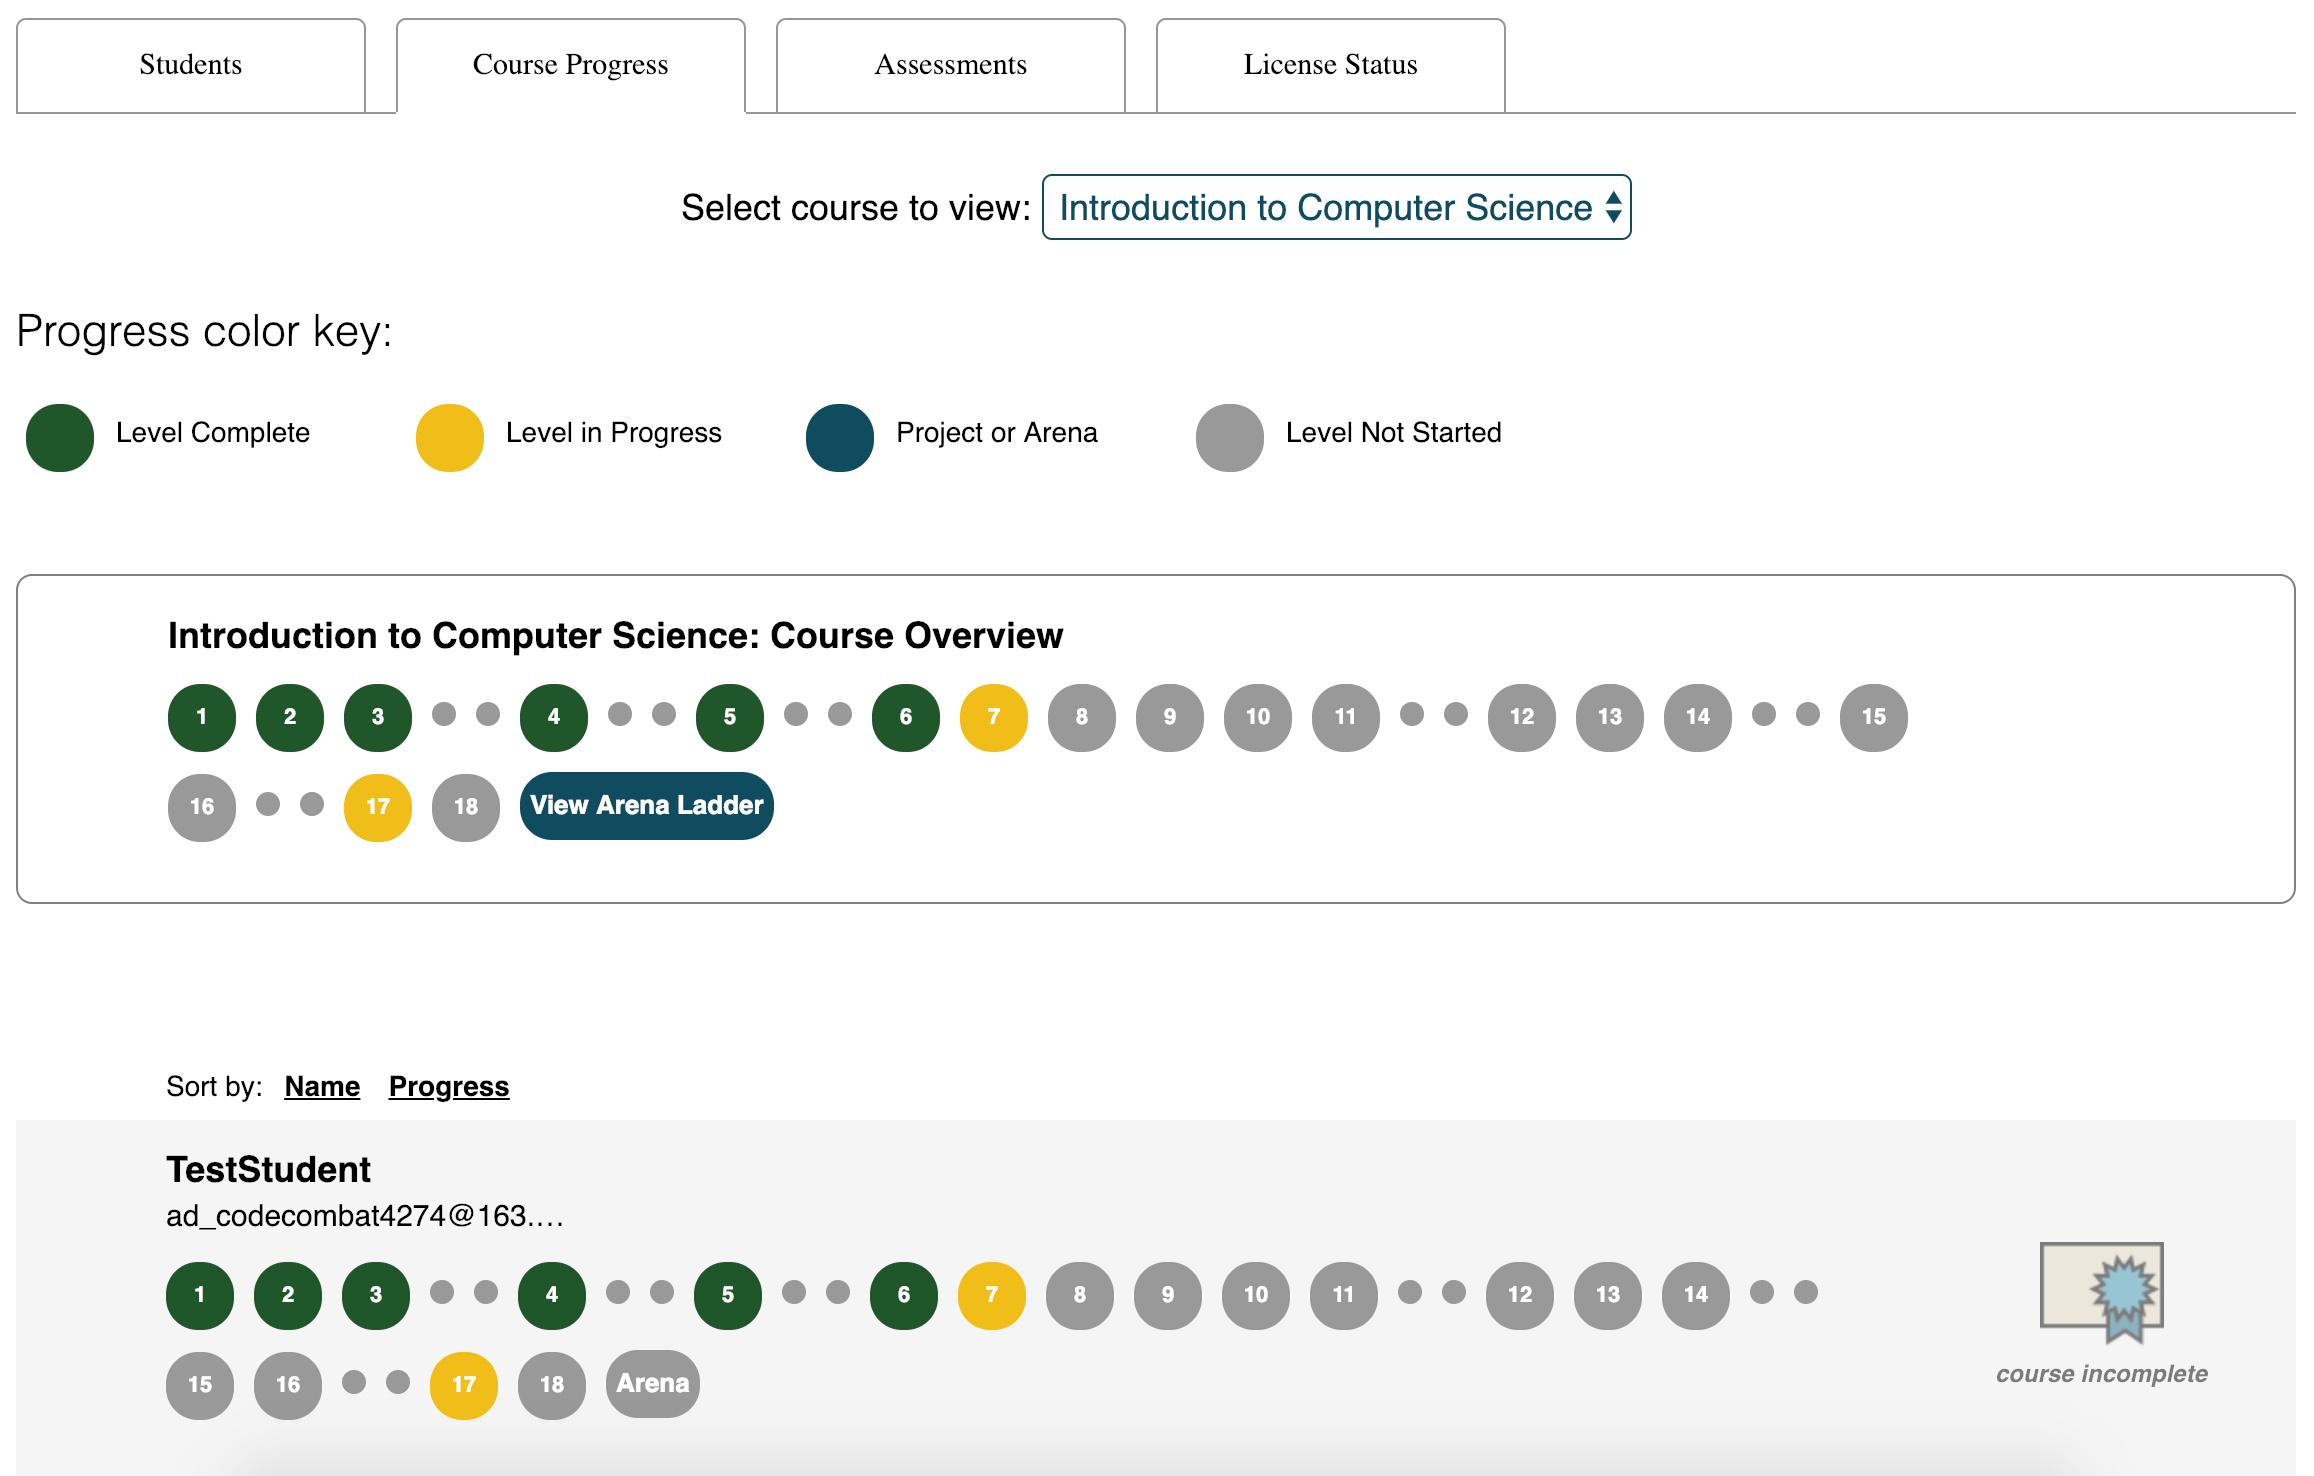 Students Course Progress Assessments License Status
Select course to view: Introduction to Computer Science
Progress color key:
Level Complete Level in Progress Project or Arena Level Not Started
Introduction to Computer Science: Course Overview
1 2 3 4 5 6 7 8 9 10 11 12 13 14 15
16 17 18 View Arena Ladder
Sort by: Name Progress
TestStudent
ad_codecombat4274@163....
1 2 3 4 5 6 7 8 9 10 11 12 13 14
15 16 17 18 Arena
course incomplete